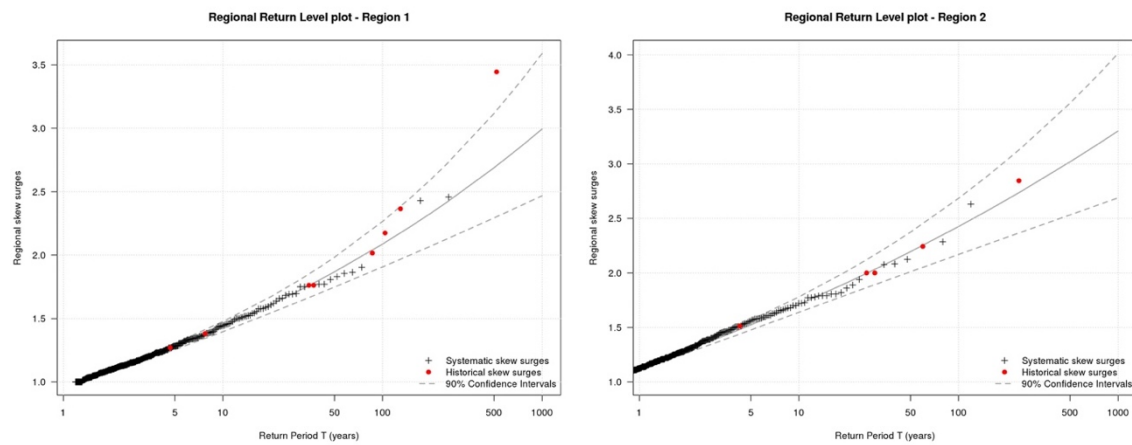 Regional Return Level plot - Region 1
3.5
3.0
2.5
2.0
1.5
1.0
Regional skew surges
Systematic skew surges
Historical skew surges
90% Confidence Intervals
1 5 10 50 100 500 1000
Return Period T (years)
Regional Return Level plot - Region 2
4.0
3.5
3.0
2.5
2.0
1.5
1.0
Regional skew surges
Systematic skew surges
Historical skew surges
90% Confidence Intervals
1 5 10 50 100 500 1000
Return Period T (years)